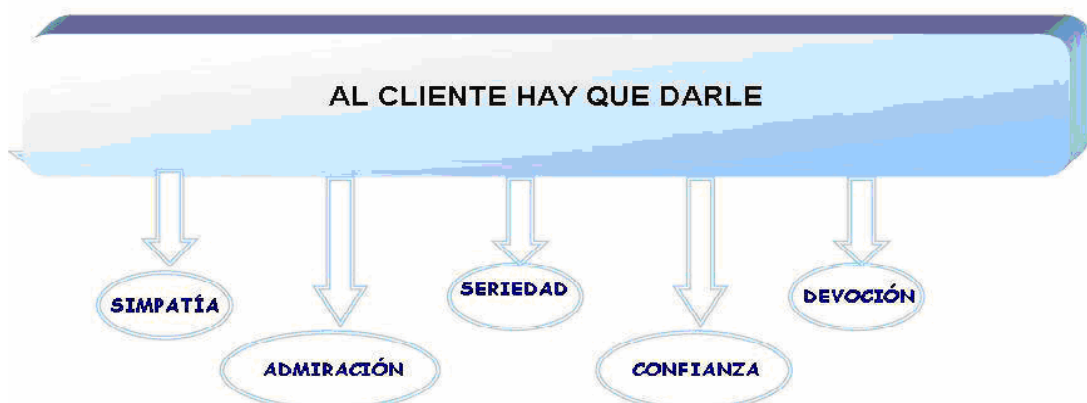 AL CLIENTE HAY QUE DARLE
SIMPATÍA
ADMIRACIÓN
SERIEDAD
CONFIANZA
DEVOCIÓN